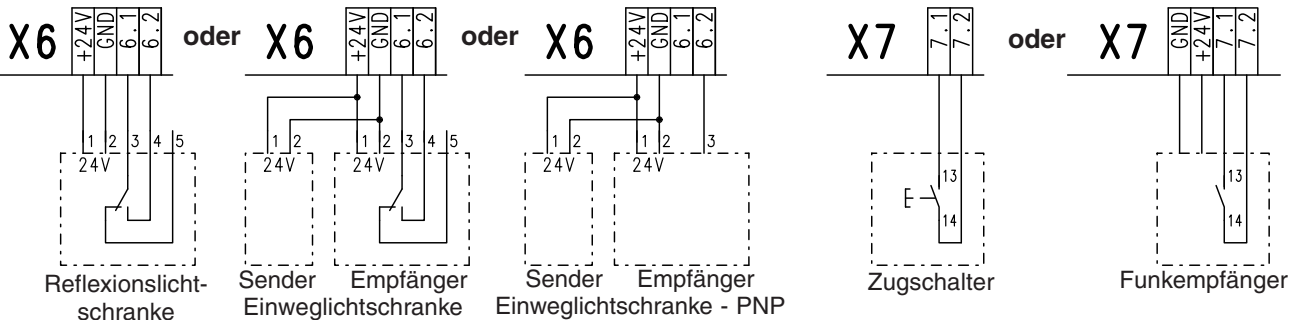 X6 +24V GND 6.1 6.2 oder X6 +24V GND 6.1 6.2 oder X6 +24V GND 6.1 6.2
1 2 3 4 5
24V
1 2 1 2 3 4 5
24V 24V
1 2 1 2 3
24V 24V
Reflexionslicht-
schranke
Sender Empfänger
Einweglichtschranke
Sender Empfänger
Einweglichtschranke - PNP
X7 7.1 7.2 oder X7 GND +24V 7.1 7.2
13
E
14
Zugschalter
13
14
Funkempfänger